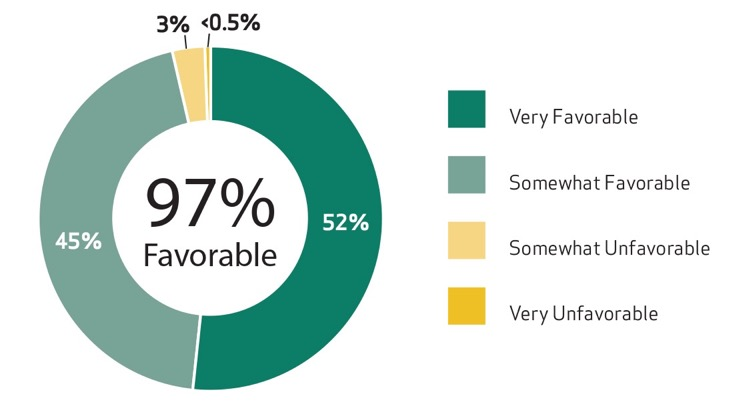 3% <0.5%
97%
Favorable
52%
45%
Very Favorable
Somewhat Favorable
Somewhat Unfavorable
Very Unfavorable